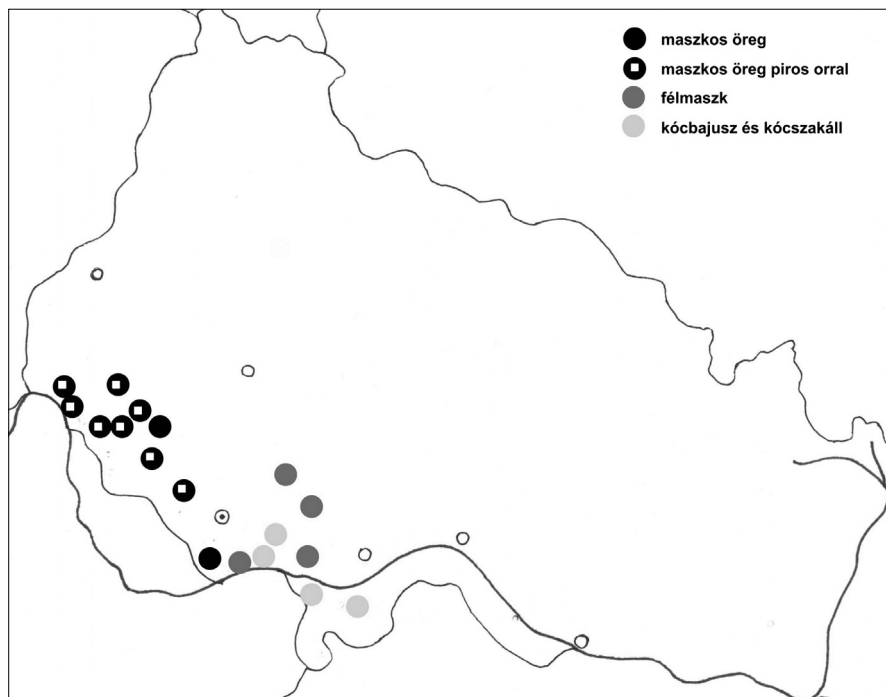 maszkos öreg
maszkos öreg piros orral
félmaszk
kócbajusz és kócszakáll